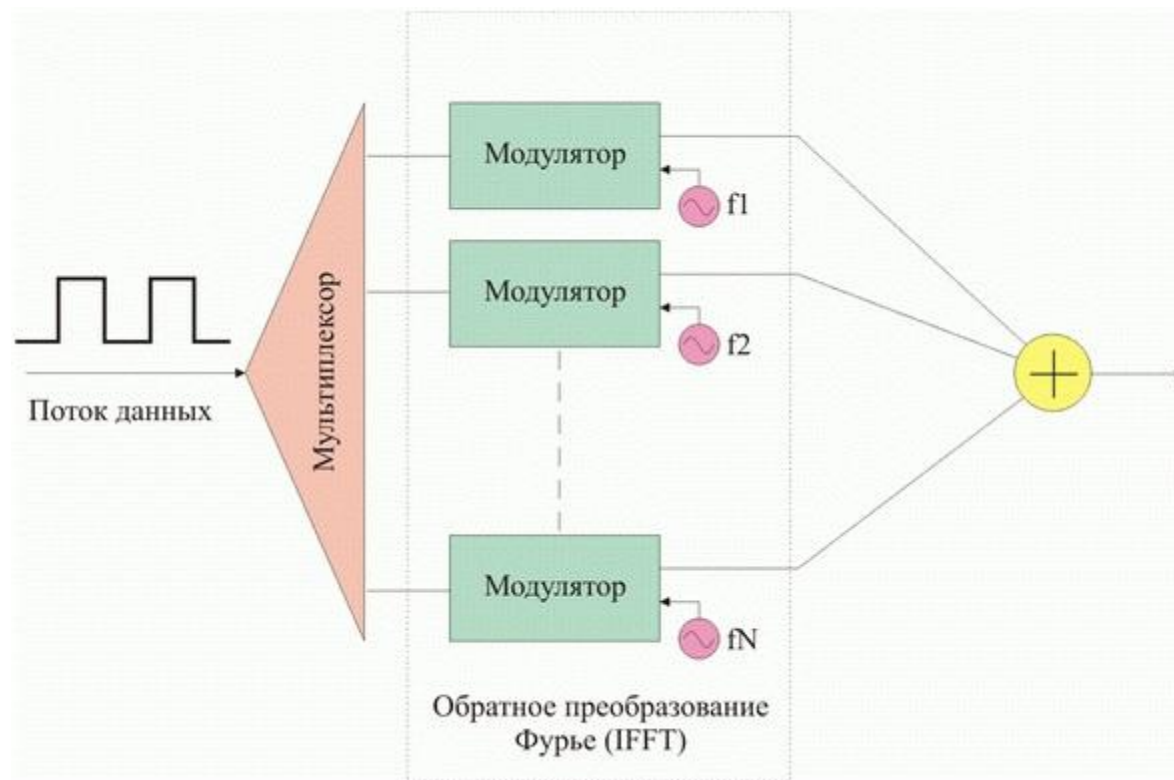 Поток данных
Мультиплексор
Модулятор
f1
Модулятор
f2
Модулятор
fN
Обратное преобразование
Фурье (IFFT)